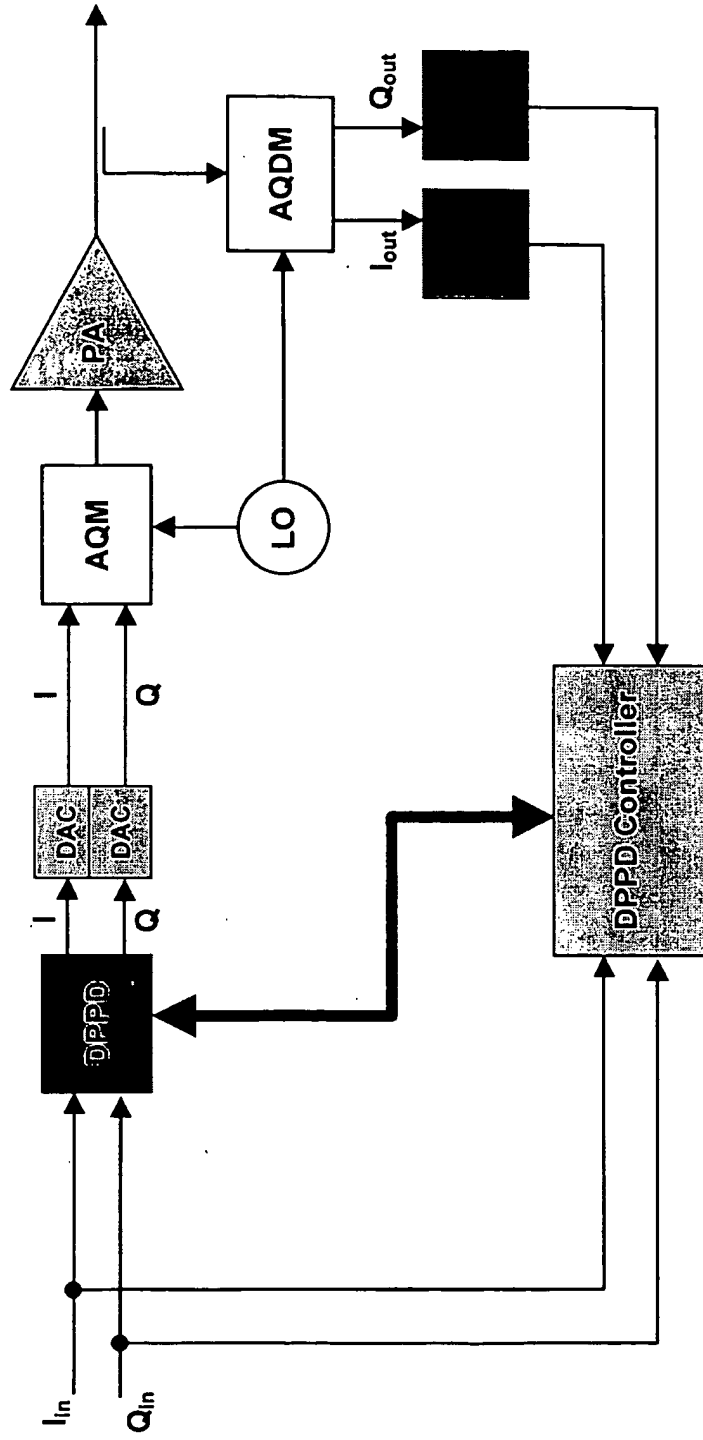 I_in
Q_in
DPPD
I
Q
DAC
DAC
I
Q
AQM
LO
PA
AQDM
I_out
Q_out
DPPD Controller